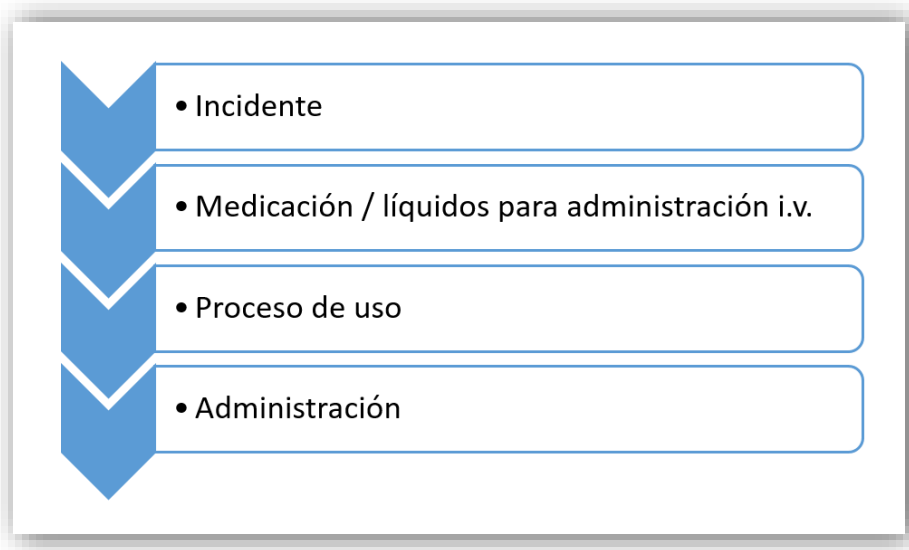 • Incidente
• Medicación / líquidos para administración i.v.
• Proceso de uso
• Administración